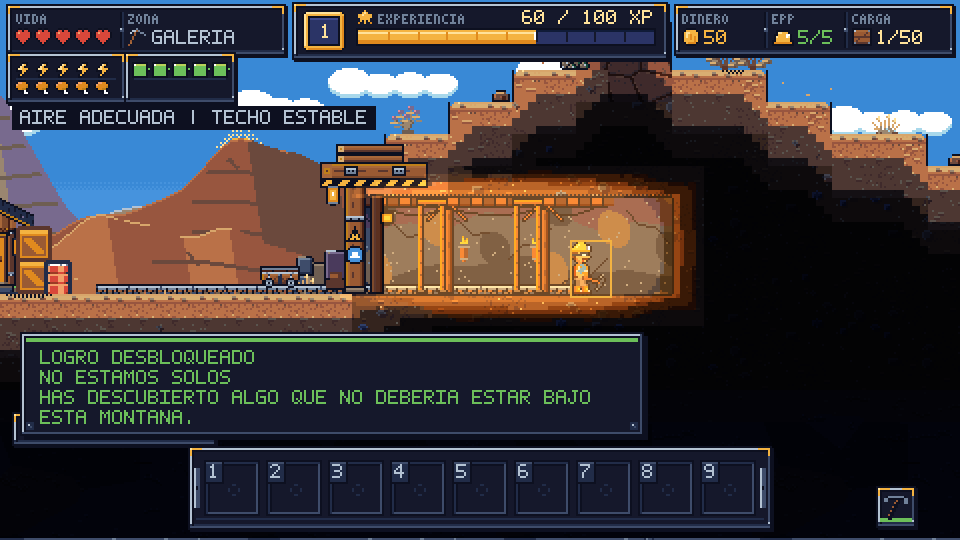 VIDA
ZONA
GALERIA
1
EXPERIENCIA
60 / 100 XP
DINERO
50
EPP
5/5
CARGA
1/50
AIRE ADECUADA | TECHO ESTABLE
LOGRO DESBLOQUEADO
NO ESTAMOS SOLOS
HAS DESCUBIERTO ALGO QUE NO DEBERIA ESTAR BAJO
ESTA MONTANA.
1 2 3 4 5 6 7 8 9